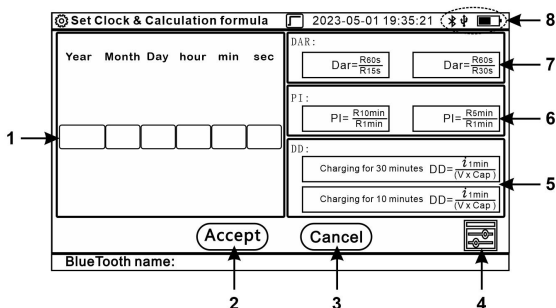 Set Clock & Calculation formula 2023-05-01 19:35:21
8
Year Month Day hour min sec
DAR:
Dar=R60s/R15s Dar=R60s/R30s
7
PI:
PI=R10min/R1min PI=R5min/R1min
6
1
DD:
Charging for 30 minutes DD=i1min/(V x Cap)
5
Charging for 10 minutes DD=i1min/(V x Cap)
Accept Cancel
BlueTooth name:
2 3 4